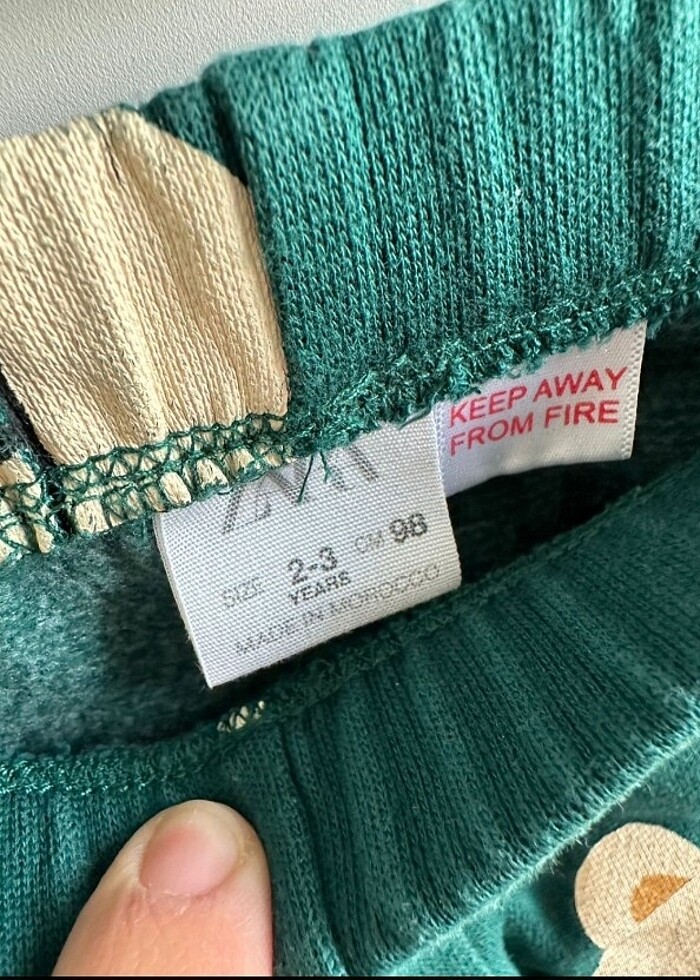 ZARA
SIZE 2-3 CM 98
YEARS
MADE IN MOROCCO
KEEP AWAY
FROM FIRE